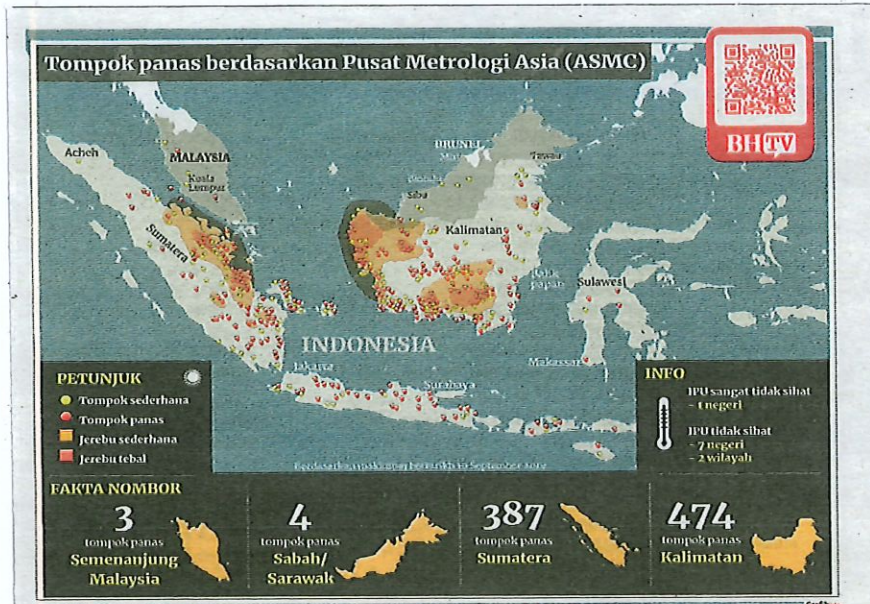 Tompok panas berdasarkan Pusat Metrologi Asia (ASMC)
BHTV
Acheh
MALAYSIA
Kuala
Lumpur
BRUNEI
Tawau
Sibu
Sumatera
Kalimatan
Balik
papan
Sulawesi
INDONESIA
Makassar
Jakarta
Surabaya
PETUNJUK
Tompok sederhana
Tompok panas
Jerebu sederhana
Jerebu tebal
INFO
IPU sangat tidak sihat
- 1 negeri
IPU tidak sihat
- 7 negeri
- 2 wilayah
FAKTA NOMBOR
3
tompok panas
Semenanjung
Malaysia
4
tompok panas
Sabah/
Sarawak
387
tompok panas
Sumatera
474
tompok panas
Kalimatan